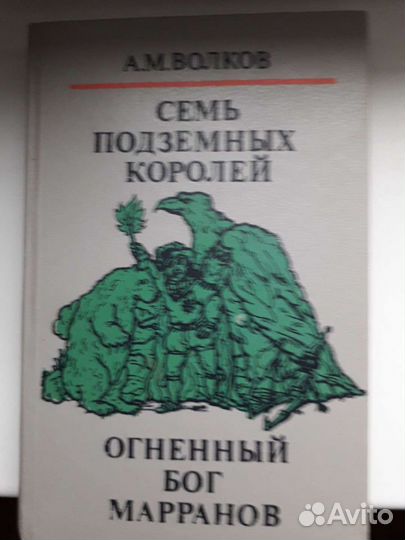 А.М.ВОЛКОВ
СЕМЬ
ПОДЗЕМНЫХ
КОРОЛЕЙ
ОГНЕННЫЙ
БОГ
МАРРАНОВ
Avito